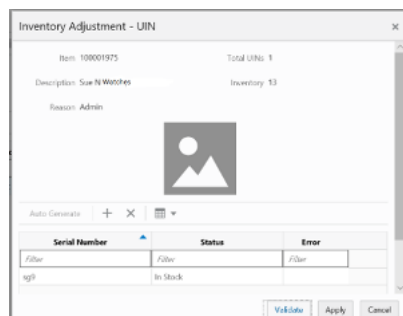 Inventory Adjustment - UIN ×
Item 100001975 Total UINs 1
Description Sue N Watches Inventory 13
Reason Admin
Auto Generate
Serial Number Status Error
Filter Filter Filter
sg9 In Stock
Validate Apply Cancel